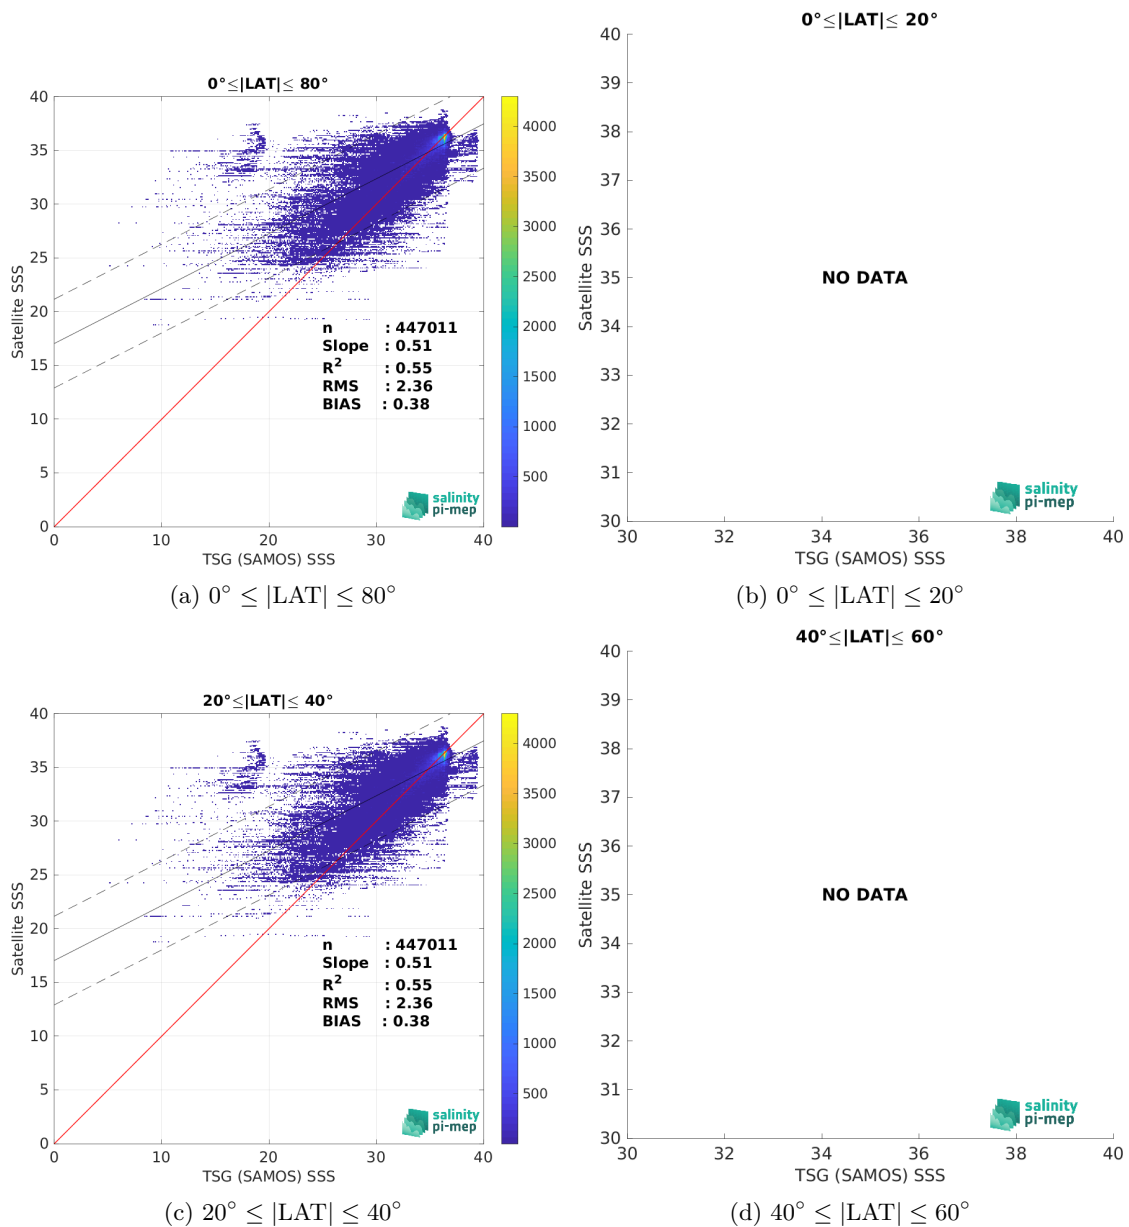 0°≤|LAT|≤ 80°
40
35
30
25
20
15
10
5
0
Satellite SSS
n : 447011
Slope : 0.51
R² : 0.55
RMS : 2.36
BIAS : 0.38
salinity
pi-mep
0 10 20 30 40
TSG (SAMOS) SSS
4000
3500
3000
2500
2000
1500
1000
500
(a) 0° ≤ |LAT| ≤ 80°
0°≤|LAT|≤ 20°
40
39
38
37
36
35
34
33
32
31
30
Satellite SSS
NO DATA
salinity
pi-mep
30 32 34 36 38 40
TSG (SAMOS) SSS
(b) 0° ≤ |LAT| ≤ 20°
20°≤|LAT|≤ 40°
40
35
30
25
20
15
10
5
0
Satellite SSS
n : 447011
Slope : 0.51
R² : 0.55
RMS : 2.36
BIAS : 0.38
salinity
pi-mep
0 10 20 30 40
TSG (SAMOS) SSS
4000
3500
3000
2500
2000
1500
1000
500
(c) 20° ≤ |LAT| ≤ 40°
40°≤|LAT|≤ 60°
40
39
38
37
36
35
34
33
32
31
30
Satellite SSS
NO DATA
salinity
pi-mep
30 32 34 36 38 40
TSG (SAMOS) SSS
(d) 40° ≤ |LAT| ≤ 60°